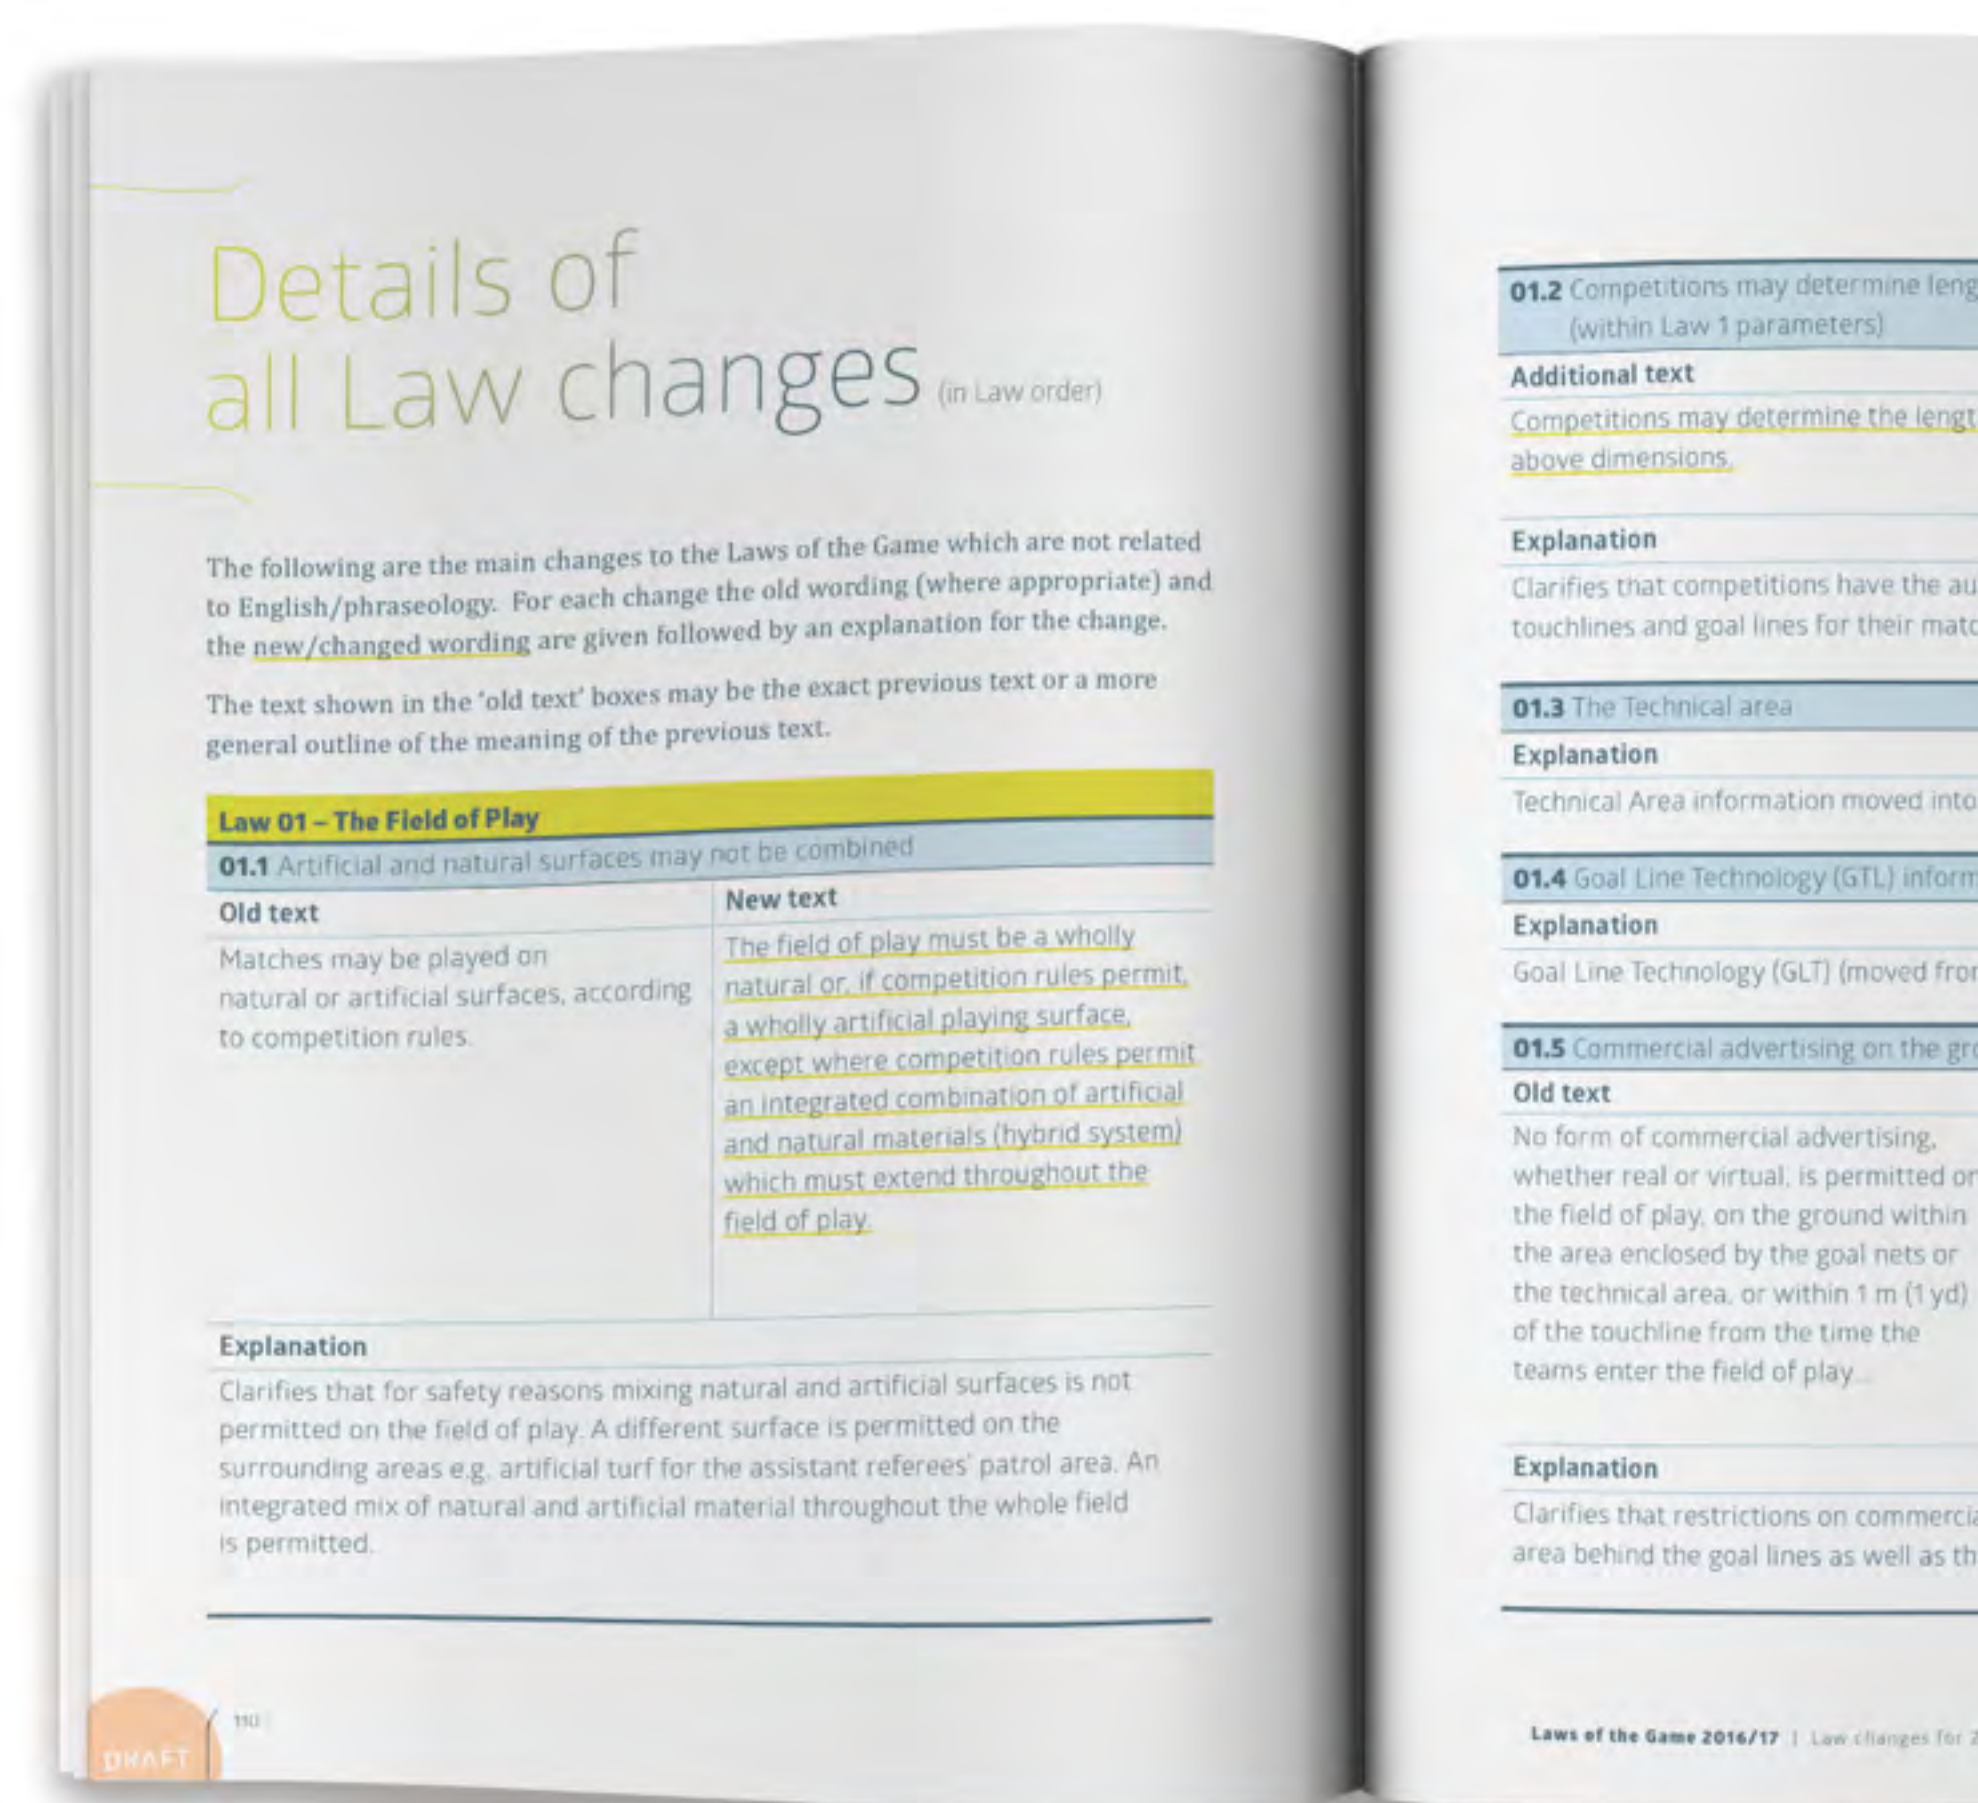 Details of
all Law changes (in Law order)
The following are the main changes to the Laws of the Game which are not related
to English/phraseology. For each change the old wording (where appropriate) and
the new/changed wording are given followed by an explanation for the change.
The text shown in the 'old text' boxes may be the exact previous text or a more
general outline of the meaning of the previous text.
Law 01 – The Field of Play
01.1 Artificial and natural surfaces may not be combined
Old text
Matches may be played on
natural or artificial surfaces, according
to competition rules.
New text
The field of play must be a wholly
natural or, if competition rules permit,
a wholly artificial playing surface,
except where competition rules permit
an integrated combination of artificial
and natural materials (hybrid system)
which must extend throughout the
field of play.
Explanation
Clarifies that for safety reasons mixing natural and artificial surfaces is not
permitted on the field of play. A different surface is permitted on the
surrounding areas e.g. artificial turf for the assistant referees' patrol area. An
integrated mix of natural and artificial material throughout the whole field
is permitted.
DRAFT
110
01.2 Competitions may determine leng
(within Law 1 parameters)
Additional text
Competitions may determine the lengt
above dimensions.
Explanation
Clarifies that competitions have the au
touchlines and goal lines for their matc
01.3 The Technical area
Explanation
Technical Area information moved into
01.4 Goal Line Technology (GTL) inform
Explanation
Goal Line Technology (GLT) (moved fro
01.5 Commercial advertising on the gro
Old text
No form of commercial advertising,
whether real or virtual, is permitted on
the field of play, on the ground within
the area enclosed by the goal nets or
the technical area, or within 1 m (1 yd)
of the touchline from the time the
teams enter the field of play...
Explanation
Clarifies that restrictions on commercia
area behind the goal lines as well as th
Laws of the Game 2016/17 | Law changes for 2